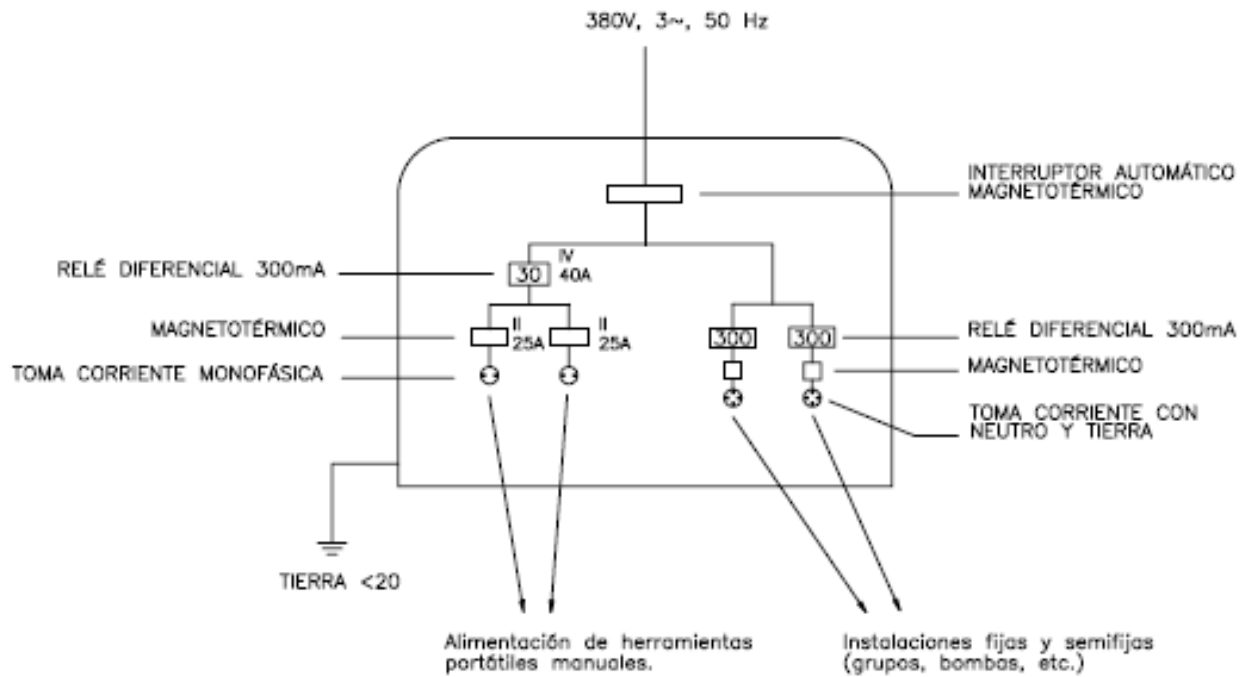 380V, 3~, 50 Hz
INTERRUPTOR AUTOMÁTICO
MAGNETOTÉRMICO
RELÉ DIFERENCIAL 300mA
30
IV
40A
MAGNETOTÉRMICO
II
25A
II
25A
300
300
RELÉ DIFERENCIAL 300mA
TOMA CORRIENTE MONOFÁSICA
MAGNETOTÉRMICO
TOMA CORRIENTE CON
NEUTRO Y TIERRA
TIERRA <20
Alimentación de herramientas
portátiles manuales.
Instalaciones fijas y semifijas
(grupos, bombas, etc.)